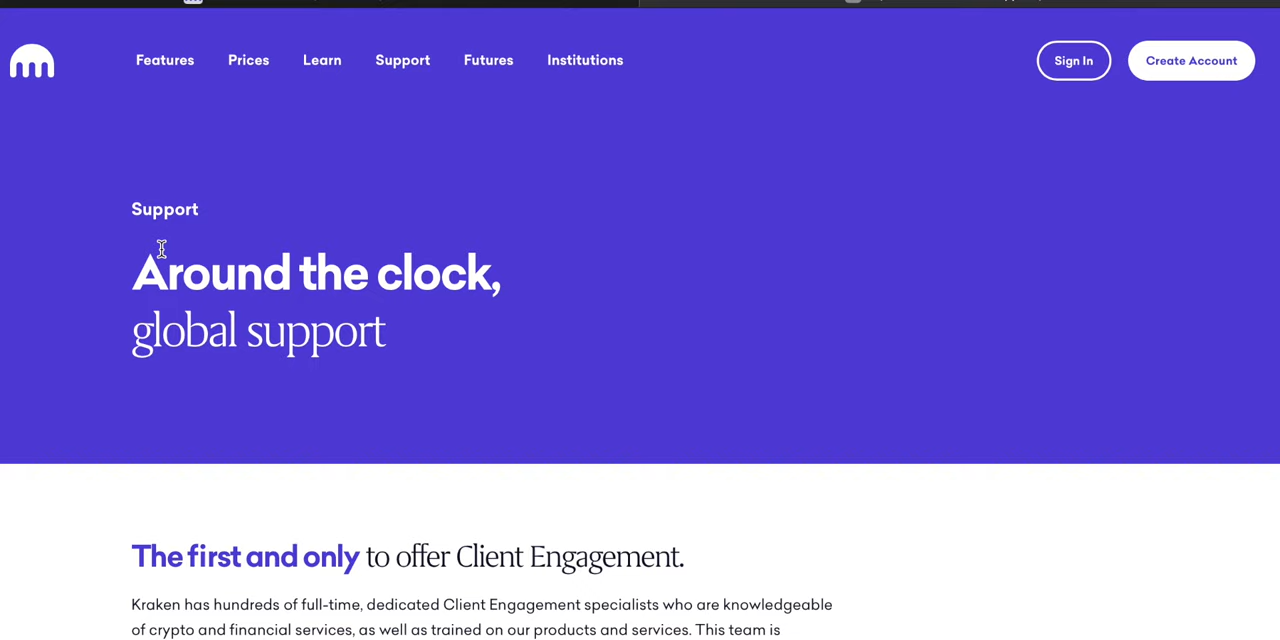 Features Prices Learn Support Futures Institutions Sign In Create Account
Support
Around the clock,
global support
The first and only to offer Client Engagement.
Kraken has hundreds of full-time, dedicated Client Engagement specialists who are knowledgeable
of crypto and financial services, as well as trained on our products and services. This team is